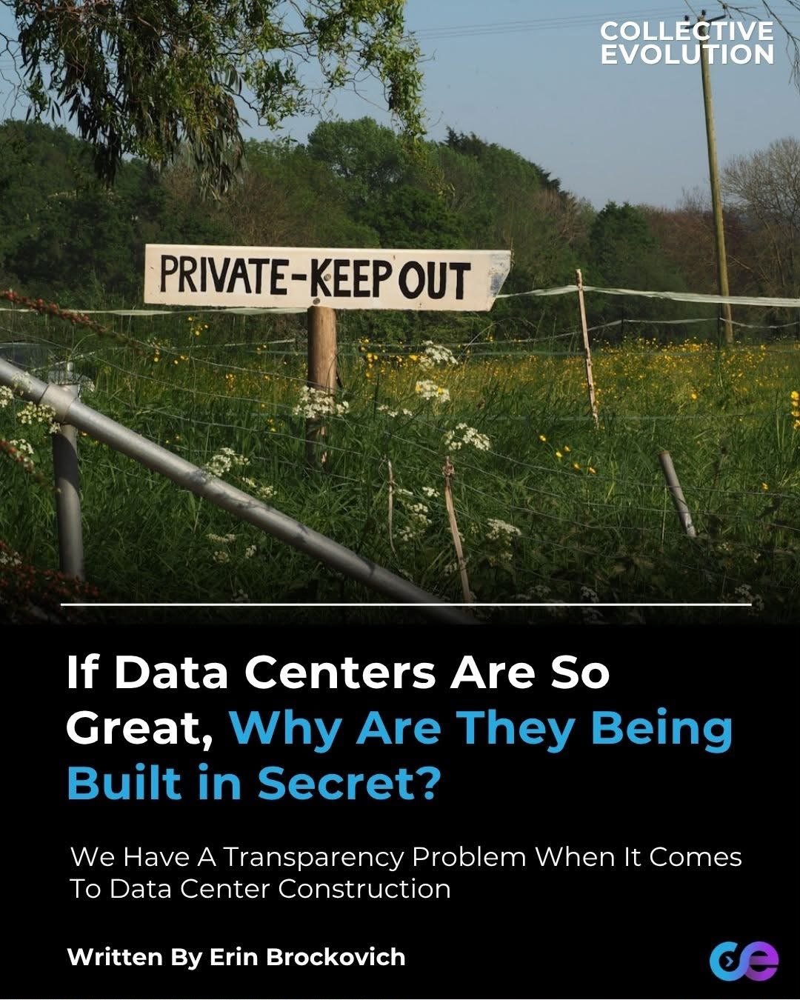 COLLECTIVE
EVOLUTION
PRIVATE-KEEP OUT
If Data Centers Are So
Great, Why Are They Being
Built in Secret?
We Have A Transparency Problem When It Comes
To Data Center Construction
Written By Erin Brockovich
ce